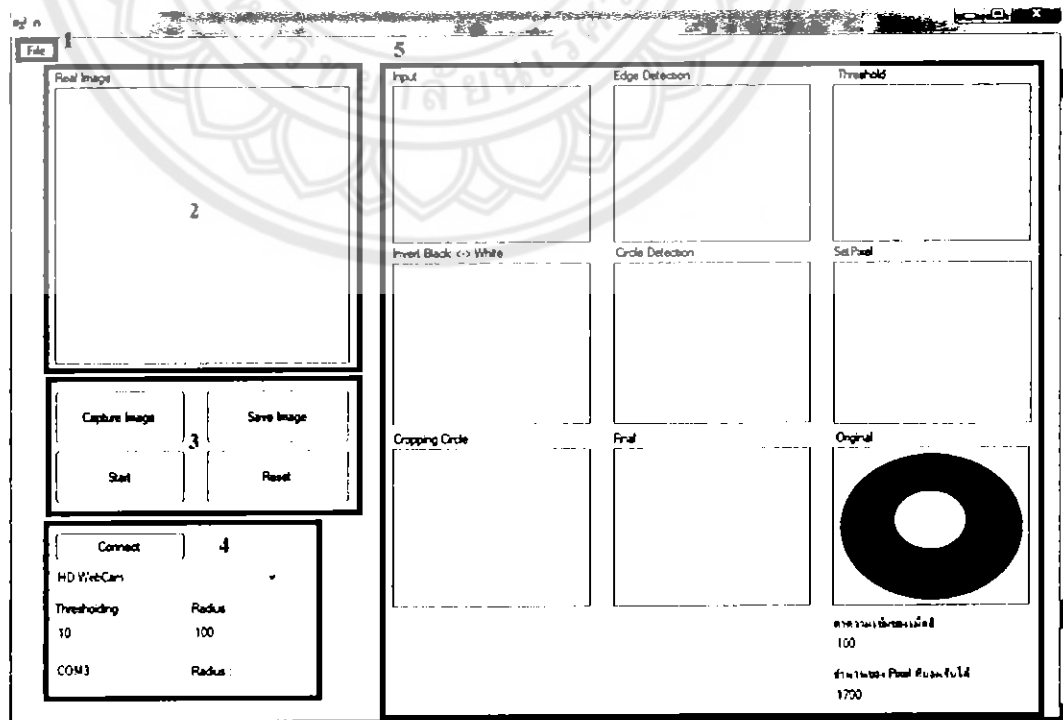 File
1
5
Real Image
2
Input
Edge Detection
Threshold
Invert Black <-> White
Circle Detection
Set Pixel
Capture Image
Save Image
3
Start
Reset
Cropping Circle
Final
Original
Connect
4
HD WebCam
Thresholding
Radius
100
COM3
Radius :
100
1700